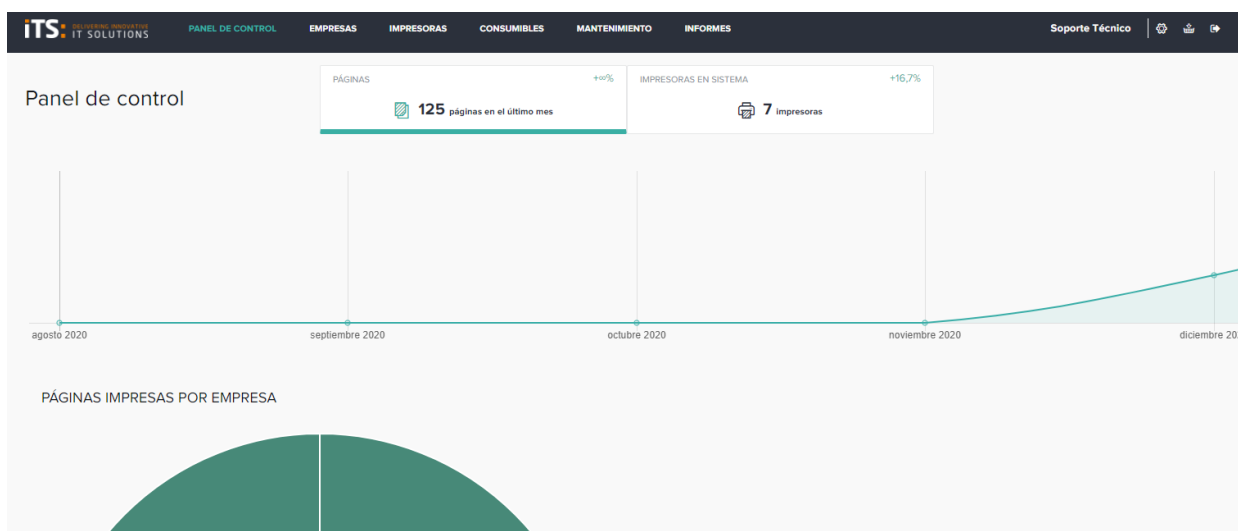 iTS: DELIVERING INNOVATIVE
IT SOLUTIONS
PANEL DE CONTROL EMPRESAS IMPRESORAS CONSUMIBLES MANTENIMIENTO INFORMES Soporte Técnico
Panel de control
PÁGINAS +∞%
125 páginas en el último mes
IMPRESORAS EN SISTEMA +16,7%
7 impresoras
agosto 2020 septiembre 2020 octubre 2020 noviembre 2020 diciembre 20
PÁGINAS IMPRESAS POR EMPRESA